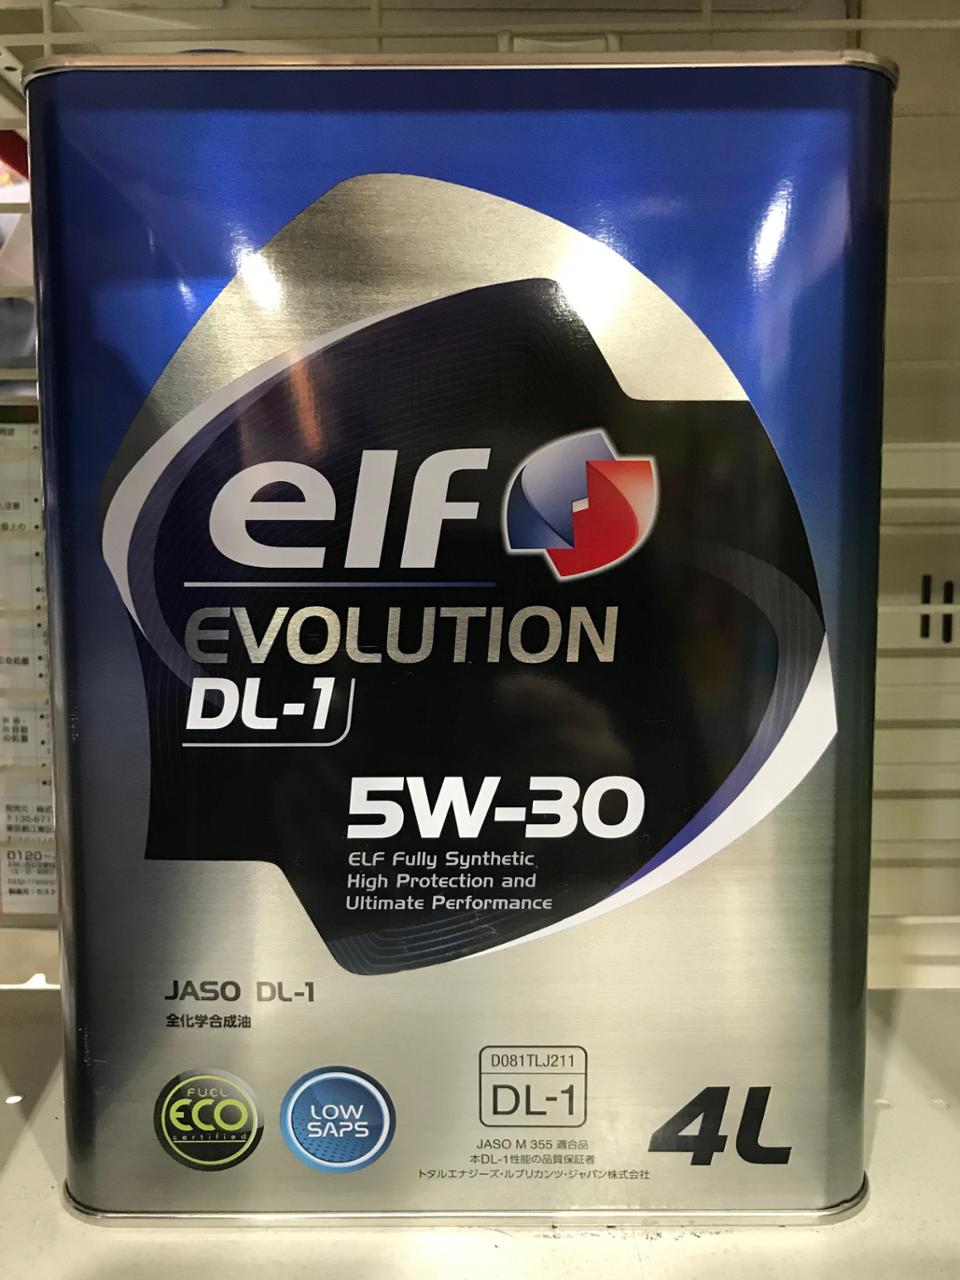 elf
EVOLUTION
DL-1
5W-30
ELF Fully Synthetic
High Protection and
Ultimate Performance
JASO DL-1
全化学合成油
FUEL
ECO
certified
LOW
SAPS
D081TLJ211
DL-1
JASO M 355 適合品
本DL-1性能の品質保証者
トタルエナジーズ・ルブリカンツ・ジャパン株式会社
4L
0120-